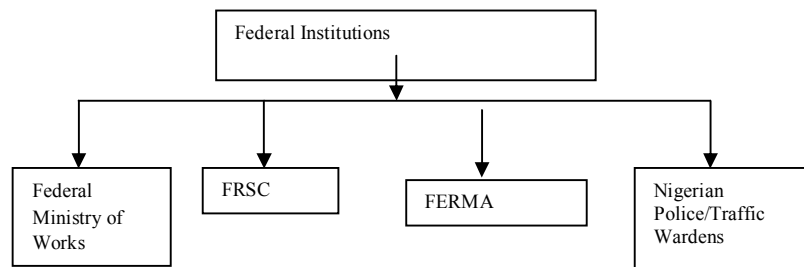 Federal Institutions
Federal
Ministry of
Works
FRSC
FERMA
Nigerian
Police/Traffic
Wardens